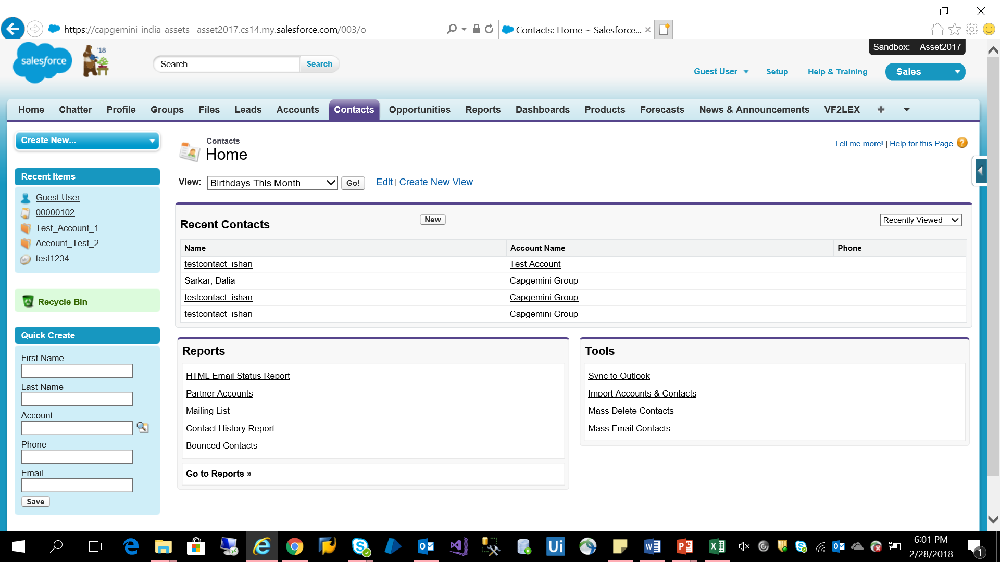 https://capgemini-india-assets--asset2017.cs14.my.salesforce.com/003/o
Contacts: Home ~ Salesforce...
Sandbox: Asset2017
salesforce
'18
Search...
Search
Guest User
Setup
Help & Training
Sales
Home Chatter Profile Groups Files Leads Accounts Contacts Opportunities Reports Dashboards Products Forecasts News & Announcements VF2LEX +
Create New...
Contacts
Home
Tell me more! | Help for this Page ?
View: Birthdays This Month Go! Edit | Create New View
Recent Items
Guest User
00000102
Test_Account_1
Account_Test_2
test1234
Recycle Bin
Quick Create
First Name
Last Name
Account
Phone
Email
Save
Recent Contacts
New
Recently Viewed
Name Account Name Phone
testcontact_ishan Test Account
Sarkar, Dalia Capgemini Group
testcontact_ishan Capgemini Group
testcontact_ishan Capgemini Group
Reports
HTML Email Status Report
Partner Accounts
Mailing List
Contact History Report
Bounced Contacts
Go to Reports »
Tools
Sync to Outlook
Import Accounts & Contacts
Mass Delete Contacts
Mass Email Contacts
Ui
6:01 PM
2/28/2018
1